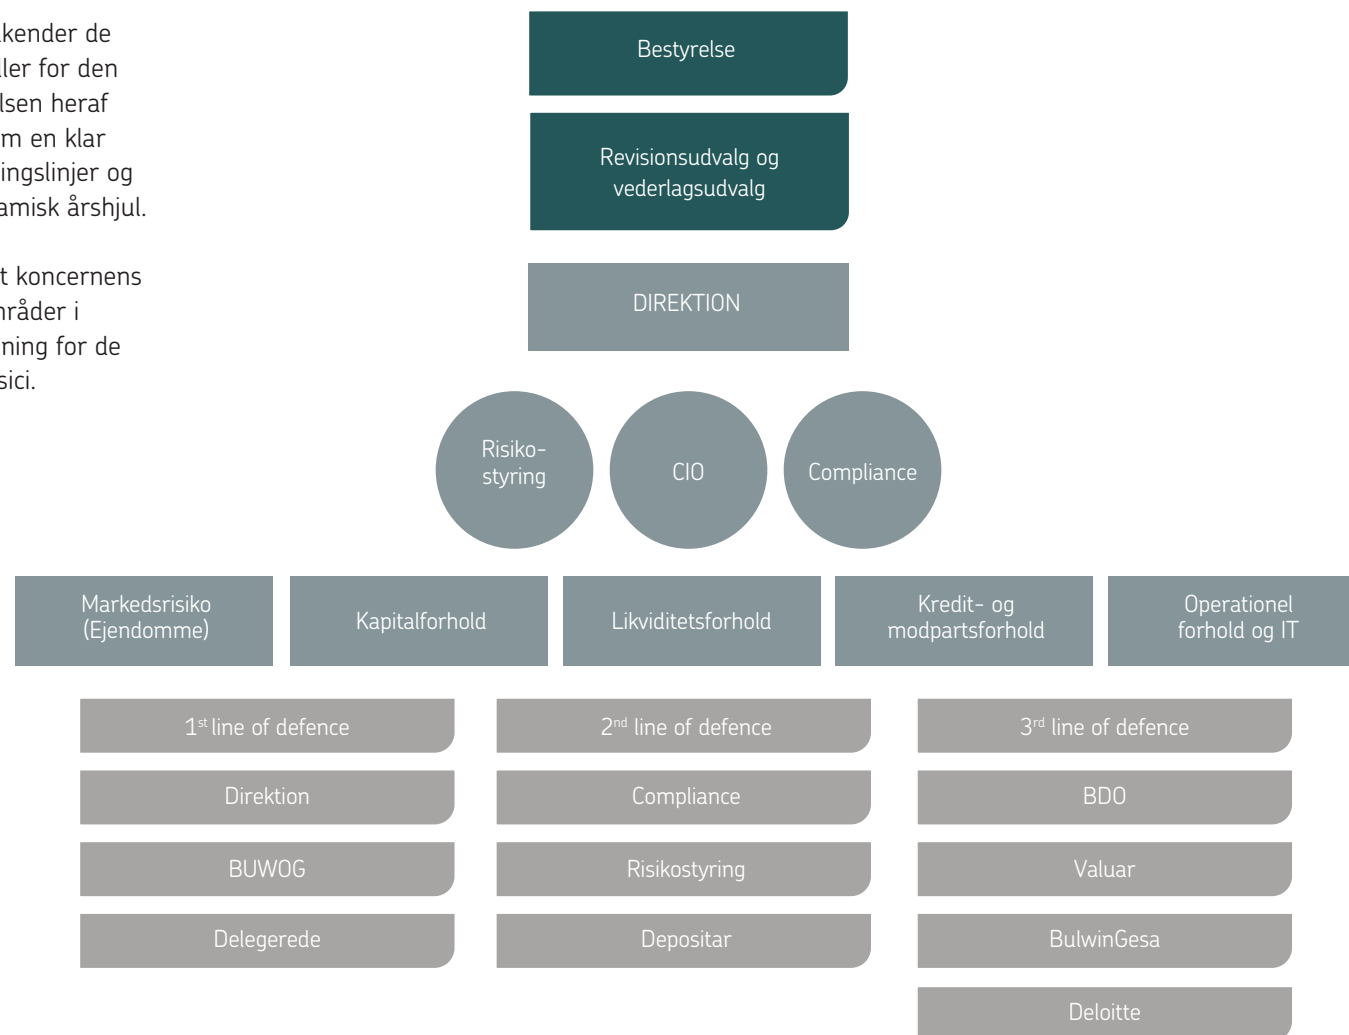 kender de
ller for den
lsen heraf
m en klar
ingslinjer og
amisk årshjul.
t koncernens
mråder i
ning for de
sici.
Bestyrelse
Revisionsudvalg og
vederlagsudvalg
DIREKTION
Risiko-
styring
CIO
Compliance
Markedsrisiko
(Ejendomme)
Kapitalforhold
Likviditetsforhold
Kredit- og
modpartsforhold
Operationel
forhold og IT
1st line of defence
2nd line of defence
3rd line of defence
Direktion
Compliance
BDO
BUWOG
Risikostyring
Valuar
Delegerede
Depositar
BulwinGesa
Deloitte